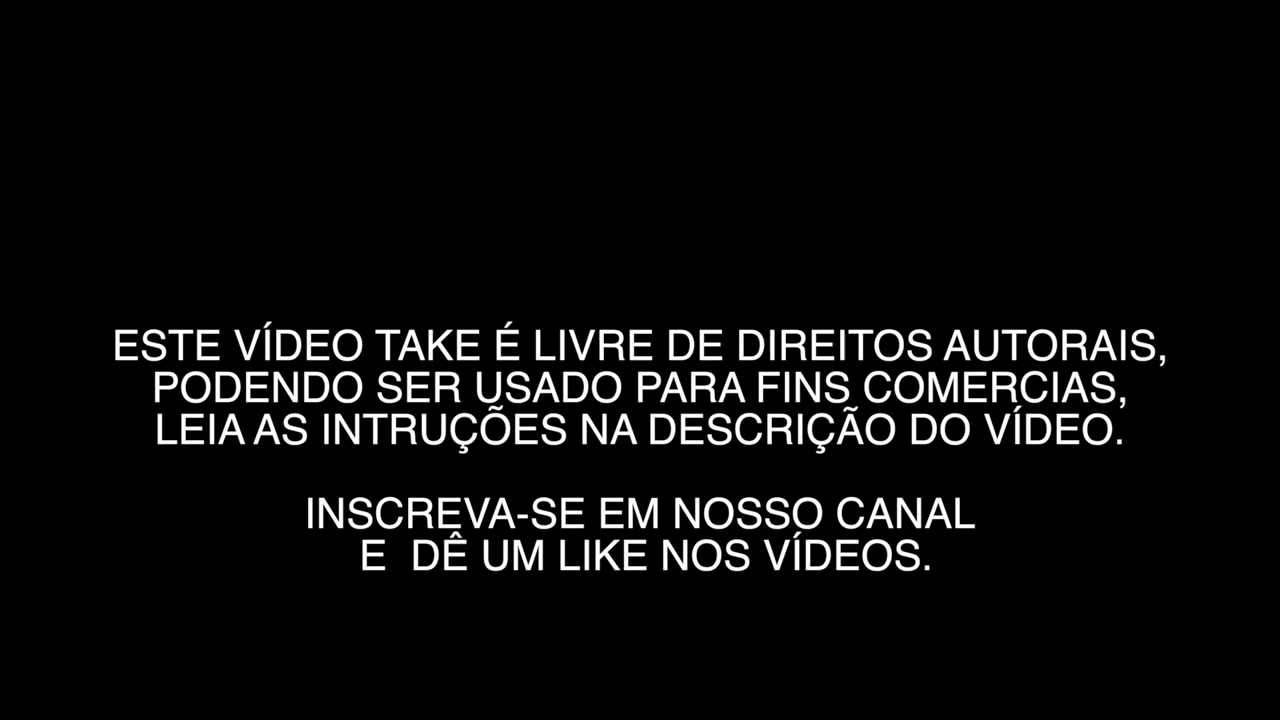 ESTE VÍDEO TAKE É LIVRE DE DIREITOS AUTORAIS,
PODENDO SER USADO PARA FINS COMERCIAS,
LEIA AS INTRUÇÕES NA DESCRIÇÃO DO VÍDEO.
INSCREVA-SE EM NOSSO CANAL
E  DÊ UM LIKE NOS VÍDEOS.